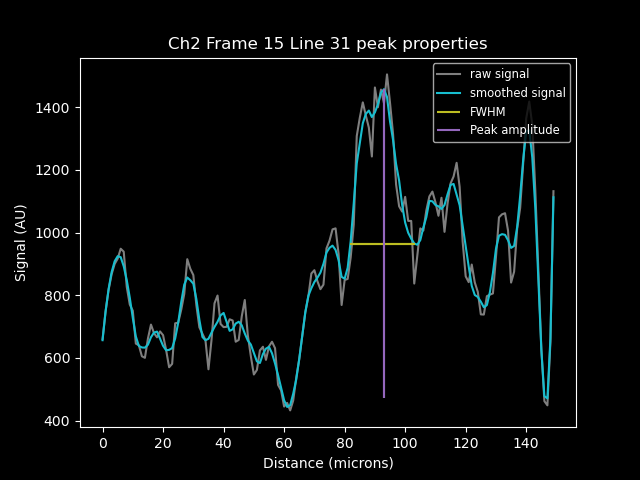 Ch2 Frame 15 Line 31 peak properties
raw signal
smoothed signal
FWHM
Peak amplitude
Signal (AU)
1400
1200
1000
800
600
400
0 20 40 60 80 100 120 140
Distance (microns)